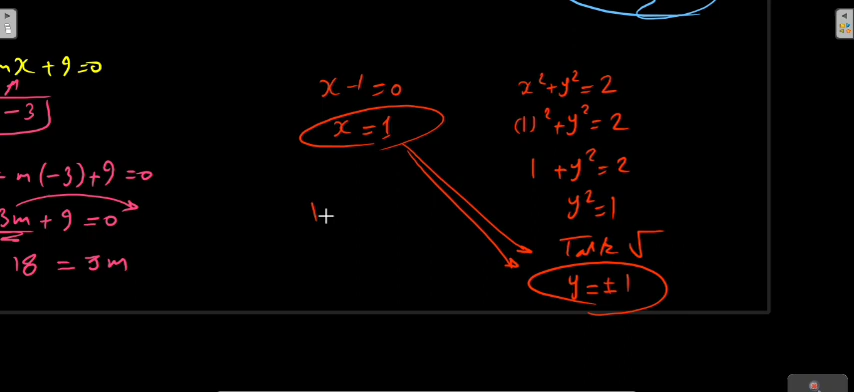 mx + 9 = 0
-3
m(-3) + 9 = 0
3m + 9 = 0
18 = 3m
x - 1 = 0
x = 1
1
x² + y² = 2
(1)² + y² = 2
1 + y² = 2
y² = 1
Take √
y = ± 1